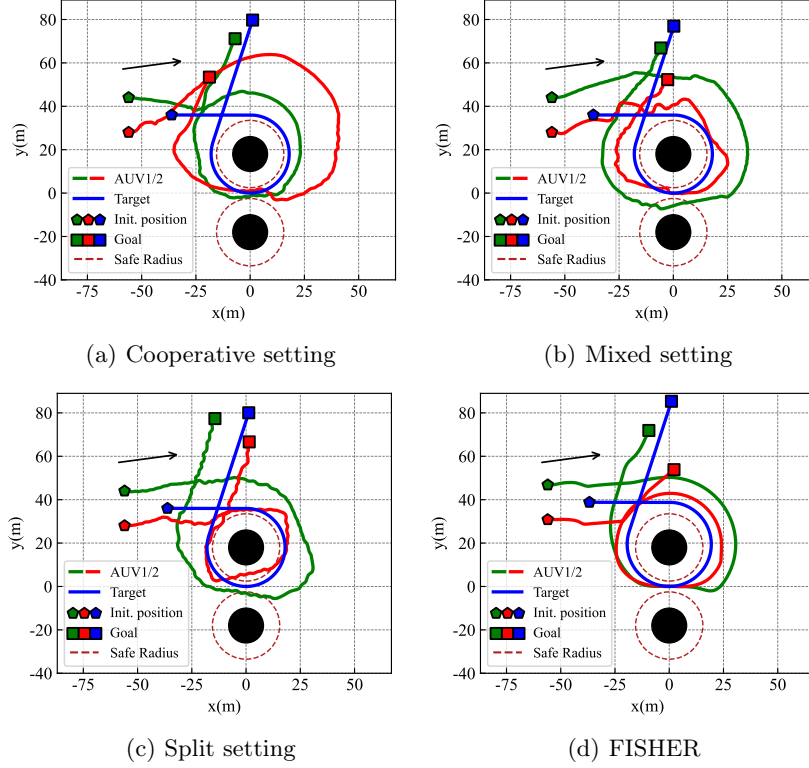 80
60
40
20
0
-20
-40
y(m)
AUV1/2
Target
Init. position
Goal
Safe Radius
-75 -50 -25 0 25 50
x(m)
(a) Cooperative setting
80
60
40
20
0
-20
-40
y(m)
AUV1/2
Target
Init. position
Goal
Safe Radius
-75 -50 -25 0 25 50
x(m)
(b) Mixed setting
80
60
40
20
0
-20
-40
y(m)
AUV1/2
Target
Init. position
Goal
Safe Radius
-75 -50 -25 0 25 50
x(m)
(c) Split setting
80
60
40
20
0
-20
-40
y(m)
AUV1/2
Target
Init. position
Goal
Safe Radius
-75 -50 -25 0 25 50
x(m)
(d) FISHER